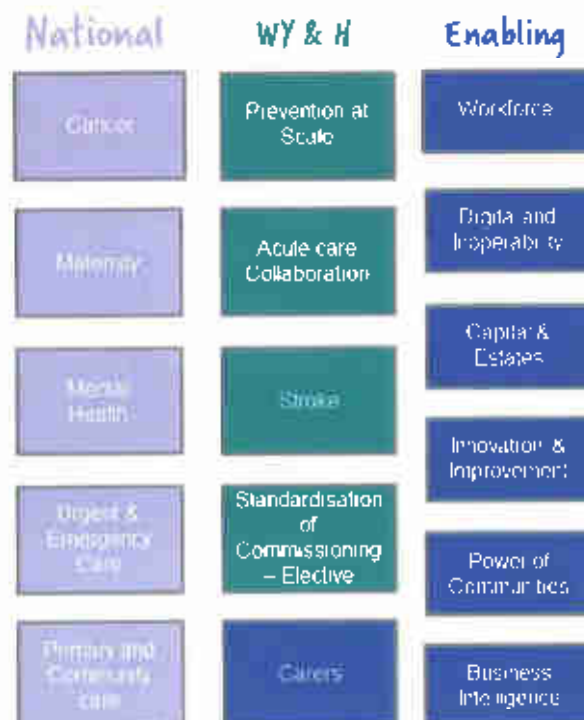 National
Cancer
Maternity
Mental
Health
Urgent &
Emergency
Care
Primary and
Community
care
WY & H
Prevention at
Scale
Acute care
Collaboration
Stroke
Standardisation
of
Commissioning
– Elective
Carers
Enabling
Workforce
Digital and
Inoperability
Capital &
Estates
Innovation &
Improvement
Power of
Communities
Business
Intelligence